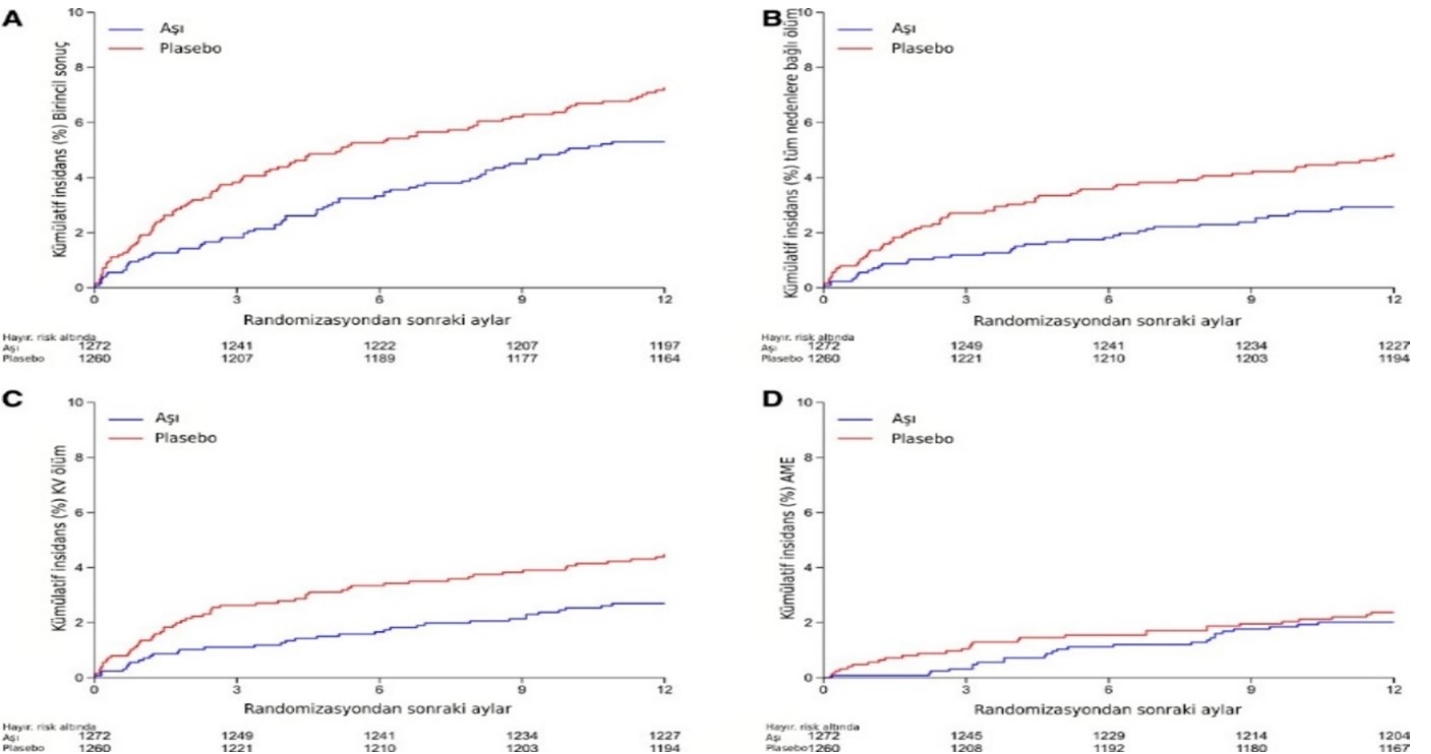 A
Kümülatif insidans (%) Birincil sonuç
10
8
6
4
2
0
Aşı
Plasebo
0 3 6 9 12
Randomizasyondan sonraki aylar
Hayır. risk altında
Aşı 1272 1241 1222 1207 1197
Plasebo 1260 1207 1189 1177 1164
B
Kümülatif insidans (%) tüm nedenlere bağlı ölüm
10
8
6
4
2
0
Aşı
Plasebo
0 3 6 9 12
Randomizasyondan sonraki aylar
Hayır. risk altında
Aşı 1272 1249 1241 1234 1227
Plasebo 1260 1221 1210 1203 1194
C
Kümülatif insidans (%) KV ölüm
10
8
6
4
2
0
Aşı
Plasebo
0 3 6 9 12
Randomizasyondan sonraki aylar
Hayır. risk altında
Aşı 1272 1249 1241 1234 1227
Plasebo 1260 1221 1210 1203 1194
D
Kümülatif insidans (%) AME
10
8
6
4
2
0
Aşı
Plasebo
0 3 6 9 12
Randomizasyondan sonraki aylar
Hayır. risk altında
Aşı 1272 1245 1229 1214 1204
Plasebo 1260 1208 1192 1180 1167